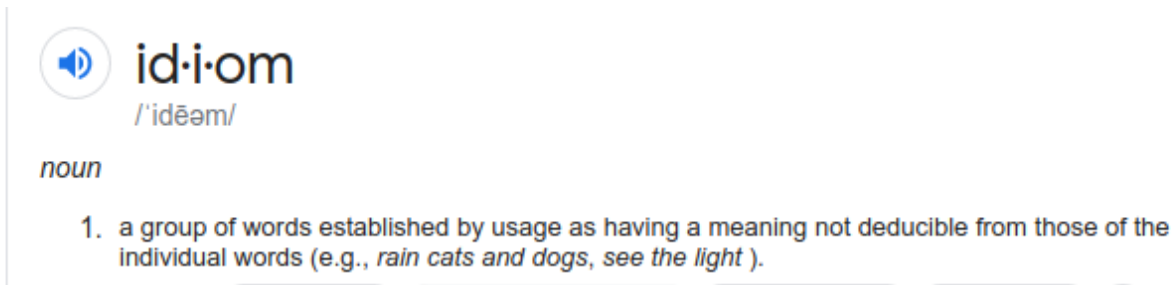 id·i·om
/ˈidēəm/
noun
1. a group of words established by usage as having a meaning not deducible from those of the
individual words (e.g., rain cats and dogs, see the light ).